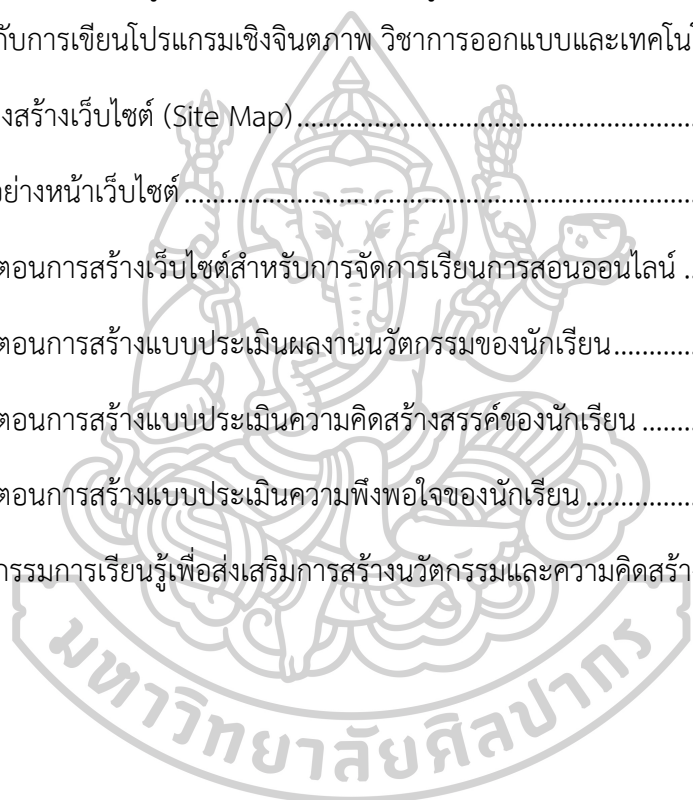 กับการเขียนโปรแกรมเชิงจินตภาพ วิชาการออกแบบและเทคโนโ
งสร้างเว็บไซต์ (Site Map)
อย่างหน้าเว็บไซต์
ตอนการสร้างเว็บไซต์สำหรับการจัดการเรียนการสอนออนไลน์
ตอนการสร้างแบบประเมินผลงานนวัตกรรมของนักเรียน
ตอนการสร้างแบบประเมินความคิดสร้างสรรค์ของนักเรียน
ตอนการสร้างแบบประเมินความพึงพอใจของนักเรียน
กรรมการเรียนรู้เพื่อส่งเสริมการสร้างนวัตกรรมและความคิดสร้า
มหาวิทยาลัยศิลปากร